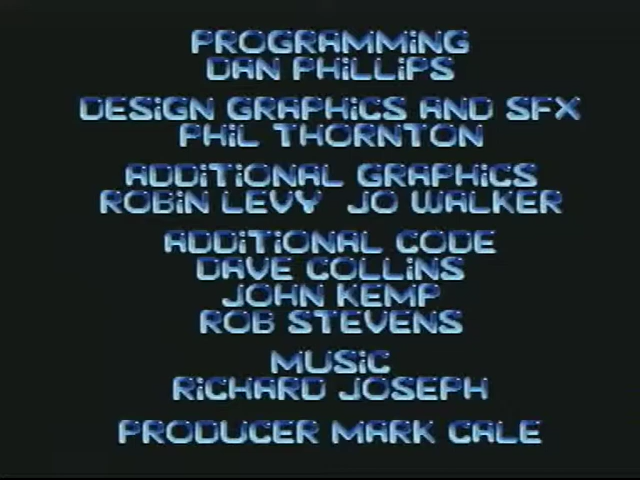 PROGRAMMiNG
DAN PHiLLiPS
DESiGN GRAPHiCS AND SFX
PHiL THORNTON
ADDiTiONAL GRAPHiCS
ROBiN LEVY JO WALKER
ADDiTiONAL CODE
DAVE COLLiNS
JOHN KEMP
ROB STEVENS
MUSiC
RiCHARD JOSEPH
PRODUCER MARK CALE